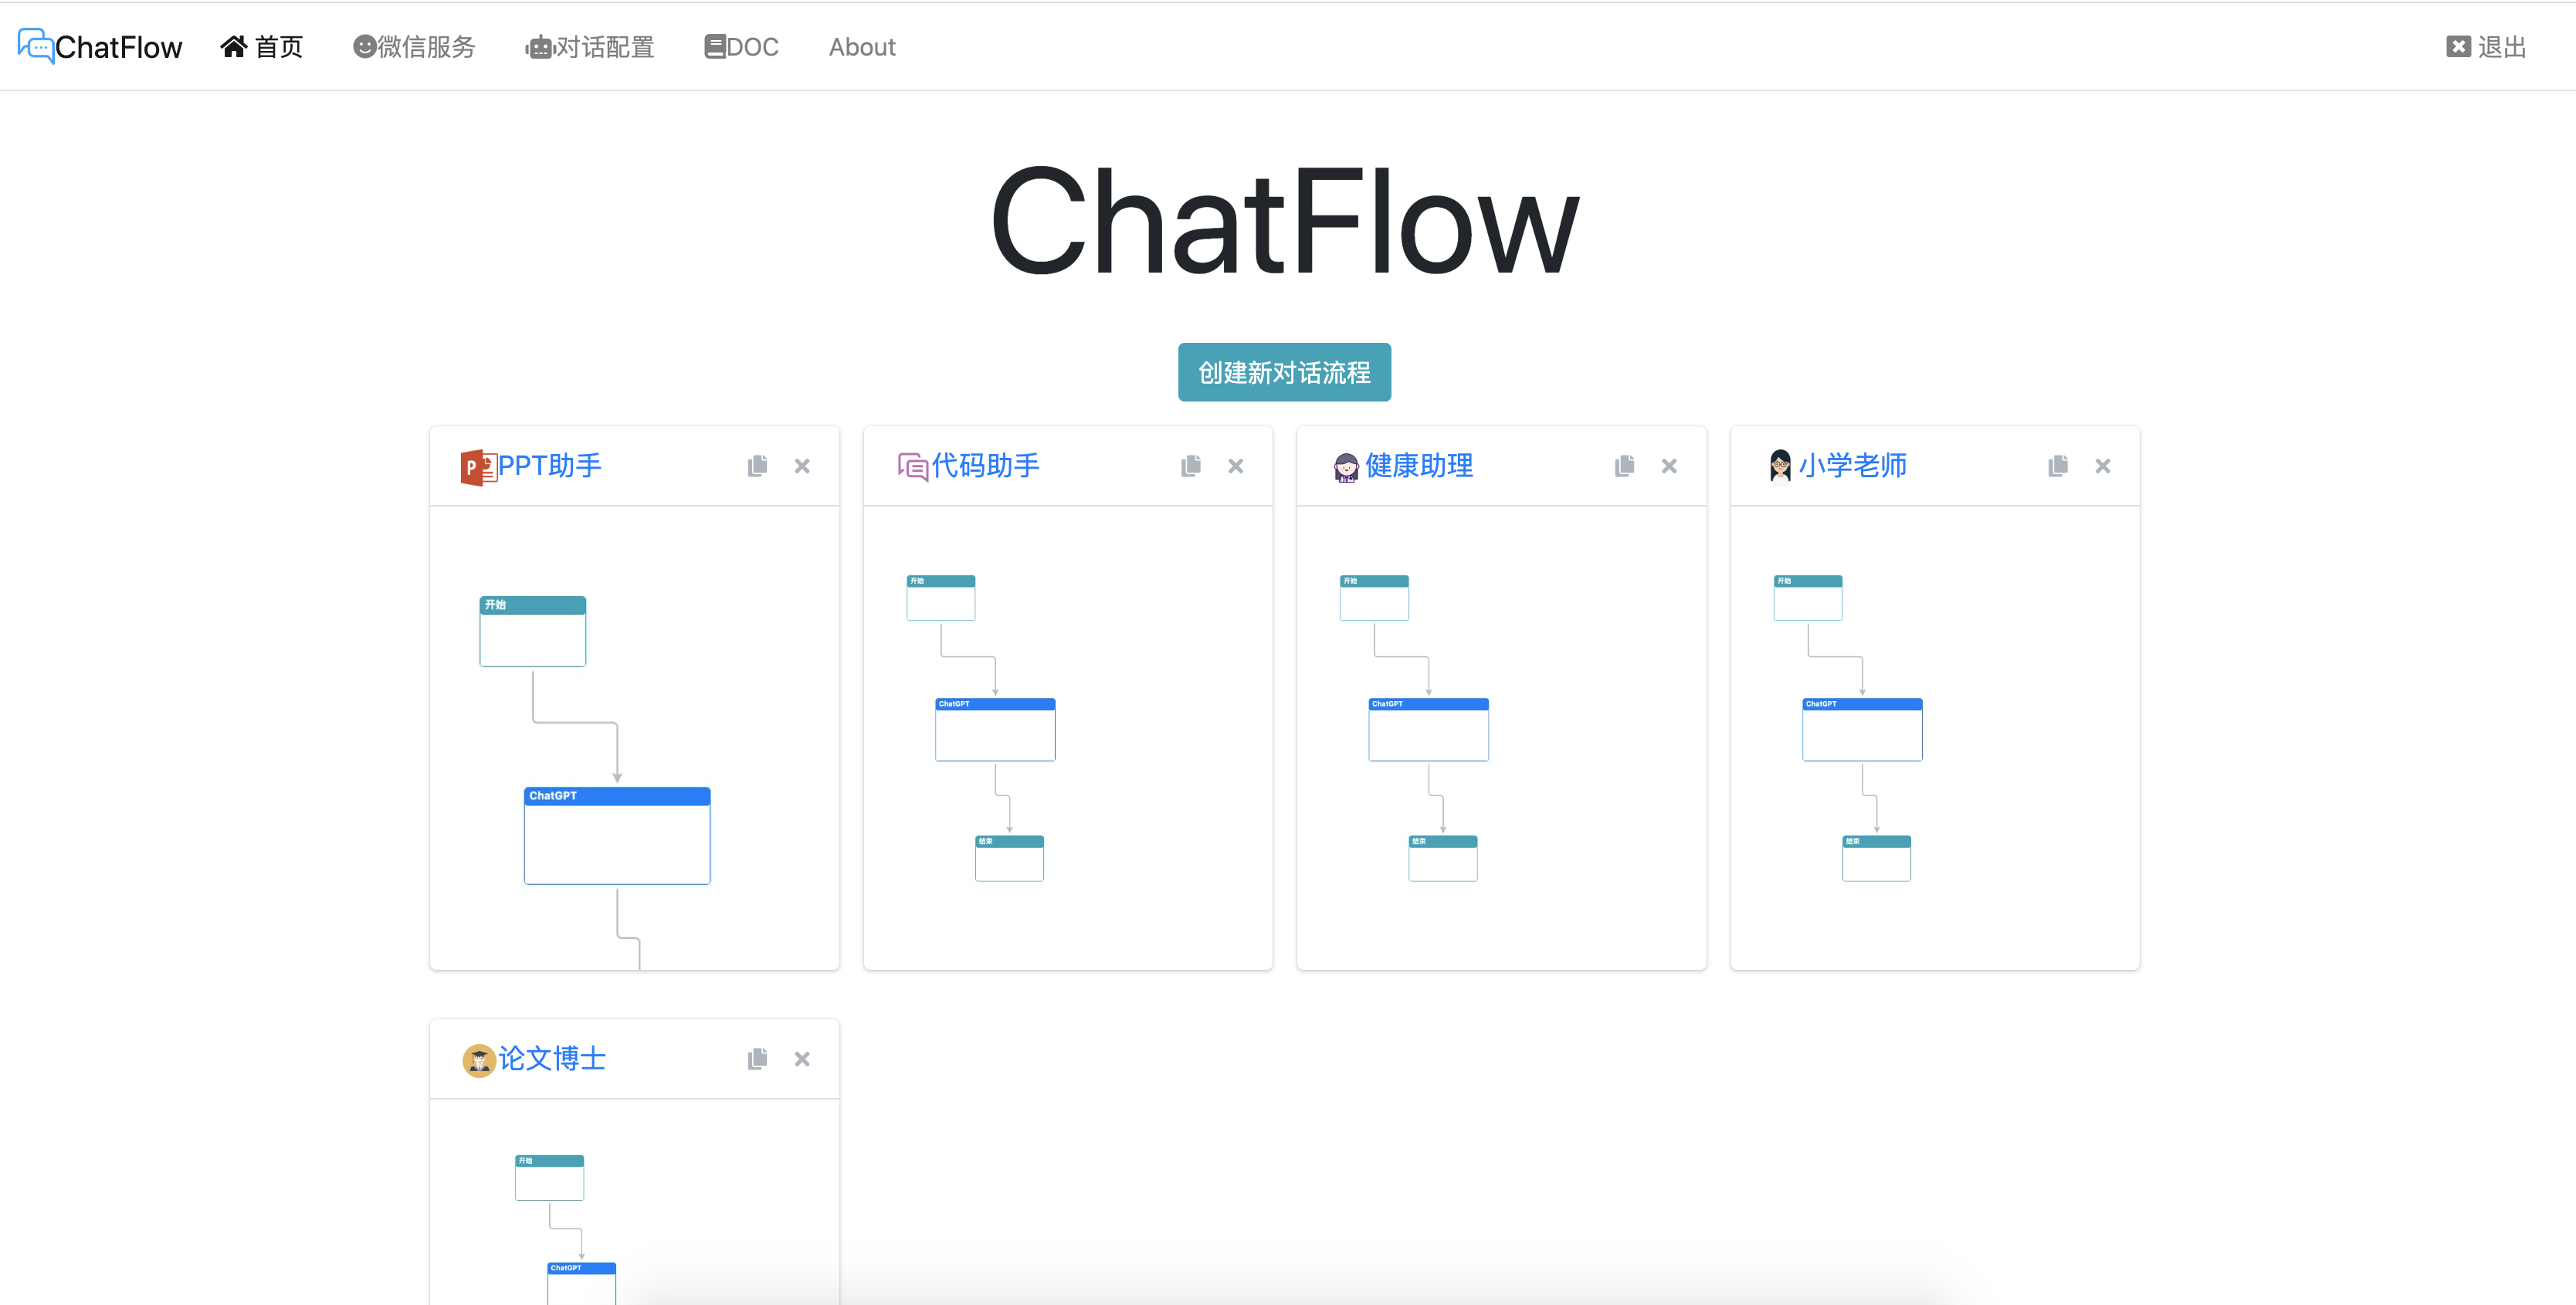 ChatFlow 首页 微信服务 对话配置 DOC About 退出
ChatFlow
创建新对话流程
PPT助手
开始
ChatGPT
代码助手
开始
ChatGPT
结束
健康助理
开始
ChatGPT
结束
小学老师
开始
ChatGPT
结束
论文博士
开始
ChatGPT